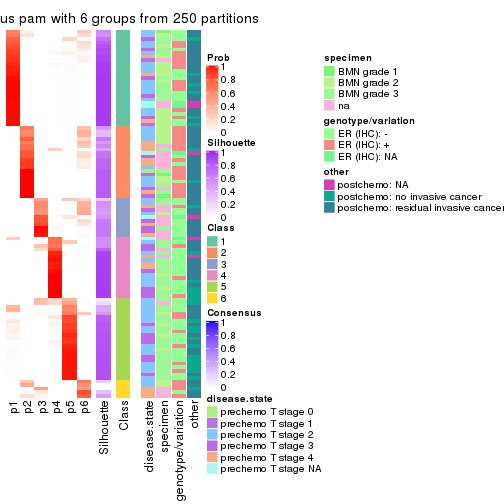 us pam with 6 groups from 250 partitions
Prob
1
0.8
0.6
0.4
0.2
0
Silhouette
1
0.8
0.6
0.4
0.2
0
Class
1
2
3
4
5
6
Consensus
1
0.8
0.6
0.4
0.2
0
disease.state
prechemo T stage 0
prechemo T stage 1
prechemo T stage 2
prechemo T stage 3
prechemo T stage 4
prechemo T stage NA
specimen
BMN grade 1
BMN grade 2
BMN grade 3
na
genotype/variation
ER (IHC): -
ER (IHC): +
ER (IHC): NA
other
postchemo: NA
postchemo: no invasive cancer
postchemo: residual invasive cancer
p1
p2
p3
p4
p5
p6
Silhouette
Class
disease.state
specimen
genotype/variation
other